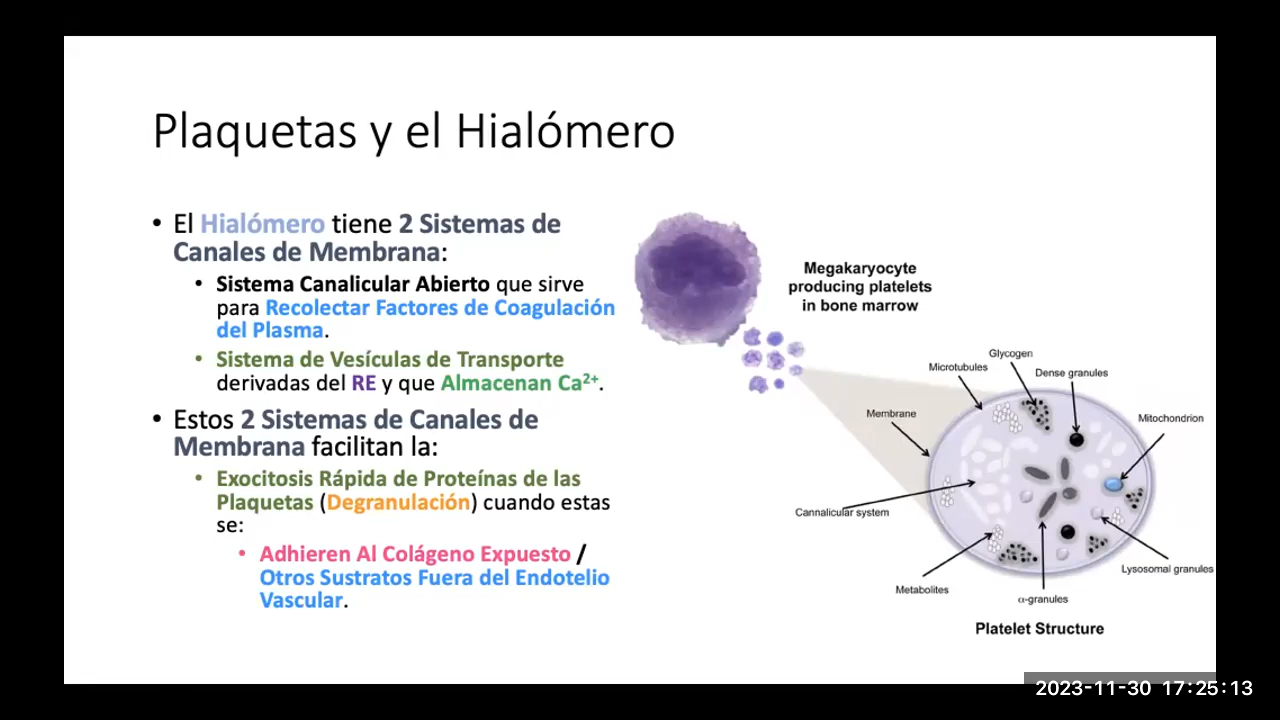 Plaquetas y el Hialómero
• El Hialómero tiene 2 Sistemas de
Canales de Membrana:
• Sistema Canalicular Abierto que sirve
para Recolectar Factores de Coagulación
del Plasma.
• Sistema de Vesículas de Transporte
derivadas del RE y que Almacenan Ca²⁺.
• Estos 2 Sistemas de Canales de
Membrana facilitan la:
• Exocitosis Rápida de Proteínas de las
Plaquetas (Degranulación) cuando estas
se:
• Adhieren Al Colágeno Expuesto /
Otros Sustratos Fuera del Endotelio
Vascular.
Megakaryocyte
producing platelets
in bone marrow
Glycogen
Microtubules
Dense granules
Membrane
Mitochondrion
Cannalicular system
Lysosomal granules
Metabolites
α-granules
Platelet Structure
2023-11-30 17:25:13